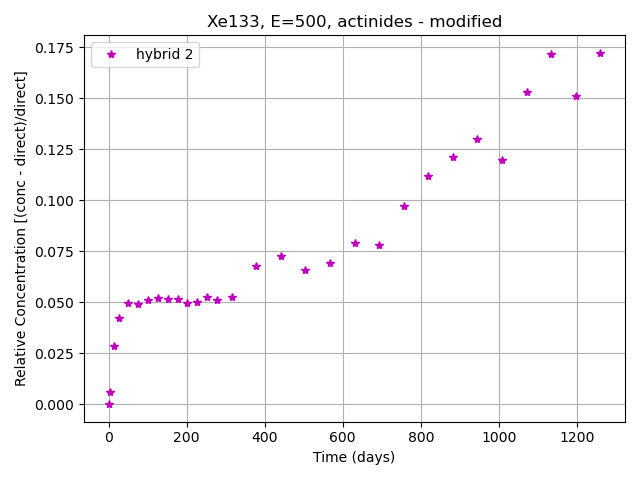 Xe133, E=500, actinides - modified
hybrid 2
Relative Concentration [(conc - direct)/direct]
0.175
0.150
0.125
0.100
0.075
0.050
0.025
0.000
0 200 400 600 800 1000 1200
Time (days)